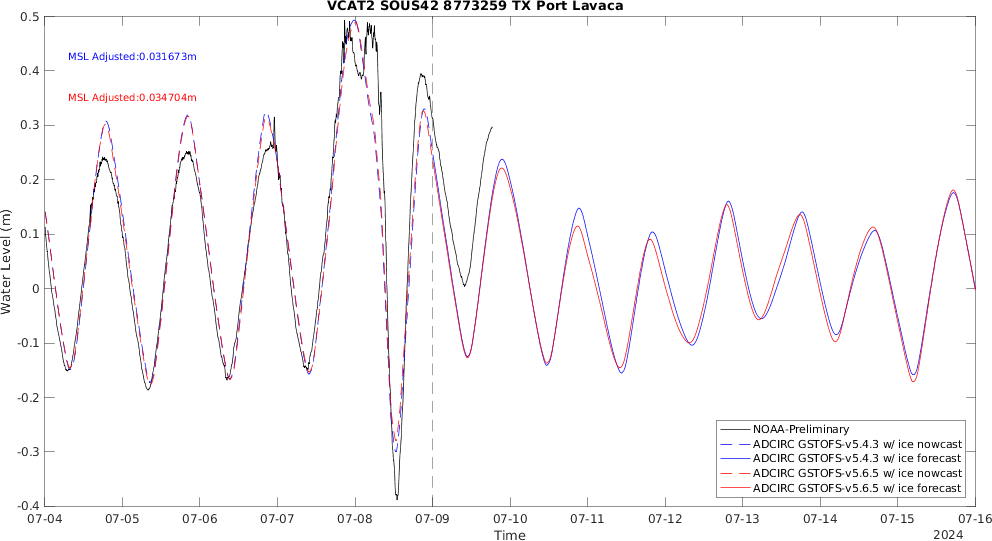 VCAT2 SOUS42 8773259 TX Port Lavaca
0.5
MSL Adjusted:0.031673m
0.4
MSL Adjusted:0.034704m
0.3
0.2
0.1
Water Level (m)
0
-0.1
-0.2
-0.3
-0.4
NOAA-Preliminary
ADCIRC GSTOFS-v5.4.3 w/ ice nowcast
ADCIRC GSTOFS-v5.4.3 w/ ice forecast
ADCIRC GSTOFS-v5.6.5 w/ ice nowcast
ADCIRC GSTOFS-v5.6.5 w/ ice forecast
07-04 07-05 07-06 07-07 07-08 07-09 07-10 07-11 07-12 07-13 07-14 07-15 07-16
Time
2024